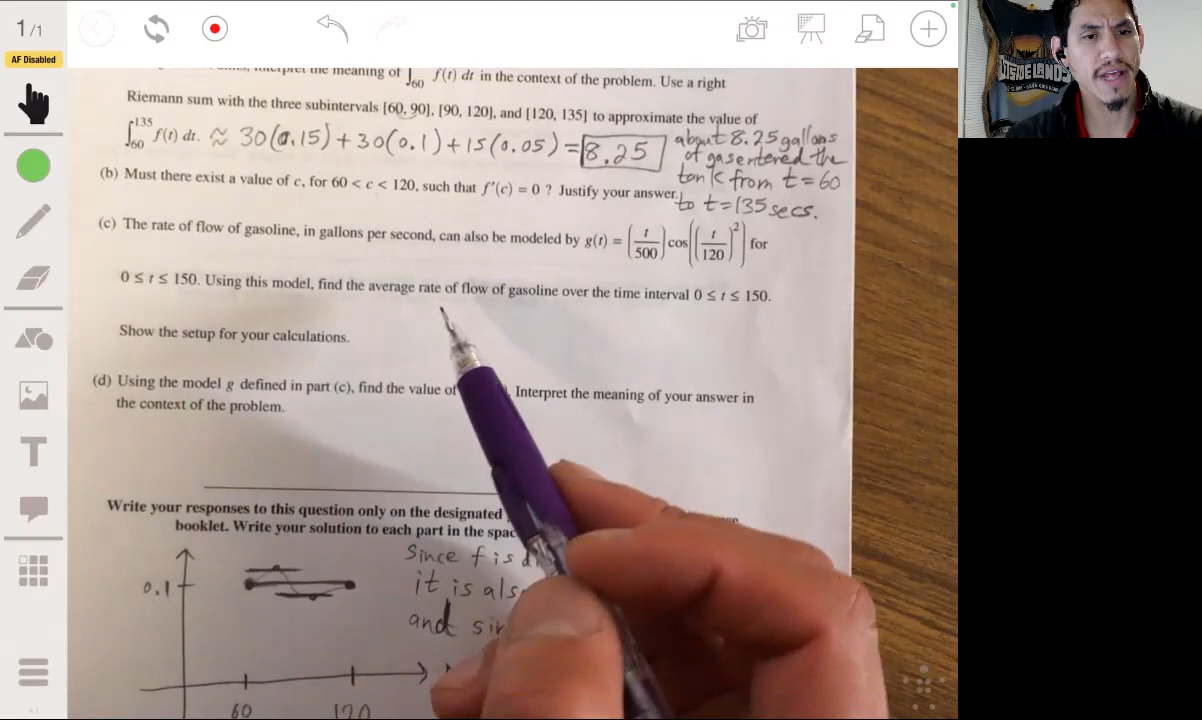 1/1
AF Disabled
T
interpret the meaning of ∫60 f(t) dt in the context of the problem. Use a right
Riemann sum with the three subintervals [60, 90], [90, 120], and [120, 135] to approximate the value of
∫60^135 f(t) dt. ≈ 30(0.15)+30(0.1)+15(0.05)=8.25
about 8.25 gallons
of gas entered the
tank from t=60
to t=135 secs.
(b) Must there exist a value of c, for 60 < c < 120, such that f'(c) = 0 ? Justify your answer.
(c) The rate of flow of gasoline, in gallons per second, can also be modeled by g(t) = (t/500) cos((t/120)^2) for
0 ≤ t ≤ 150. Using this model, find the average rate of flow of gasoline over the time interval 0 ≤ t ≤ 150.
Show the setup for your calculations.
(d) Using the model g defined in part (c), find the value of . Interpret the meaning of your answer in
the context of the problem.
Write your responses to this question only on the designated
booklet. Write your solution to each part in the
Since f is
it is
and
0.1
60
120
OUTSIDE LANDS